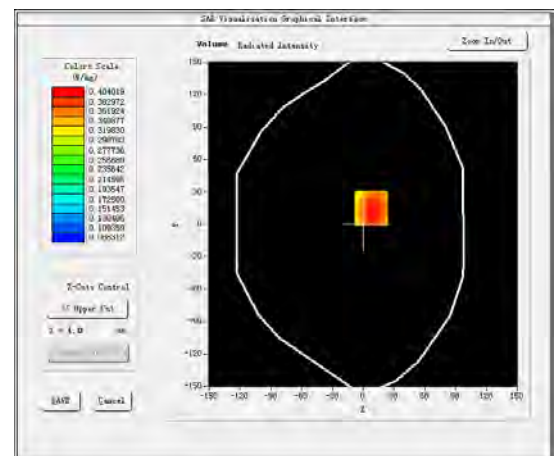 SAR Visualisation Graphical Interface
Volume Radiated Intensity
Zoom In/Out
Colors Scale
(W/kg)
0.404019
0.382972
0.361924
0.340877
0.319830
0.298783
0.277736
0.256689
0.235642
0.214595
0.193547
0.172500
0.151453
0.130406
0.109359
0.088312
Z-Cuts Control
Upper Cut
Z = 4.0 mm
SAVE
Cancel
150
120
90
60
30
0
-30
-60
-90
-120
-150
Y
-150 -120 -90 -60 -30 0 30 60 90 120 150
X